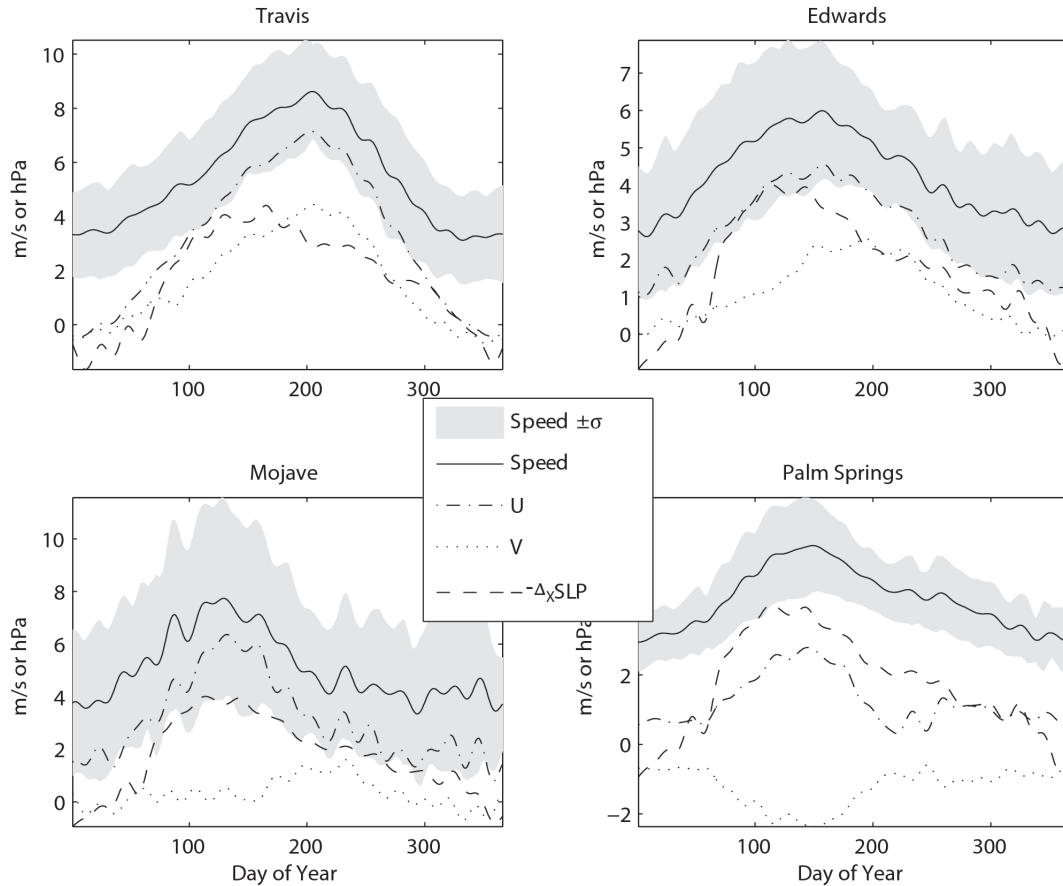 Travis
10
8
6
4
2
0
m/s or hPa
100 200 300
Edwards
7
6
5
4
3
2
1
0
m/s or hPa
100 200 300
Speed ±σ
Speed
U
V
-ΔXSLP
Mojave
10
8
6
4
2
0
m/s or hPa
100 200 300
Day of Year
Palm Springs
2
0
−2
m/s or hPa
100 200 300
Day of Year